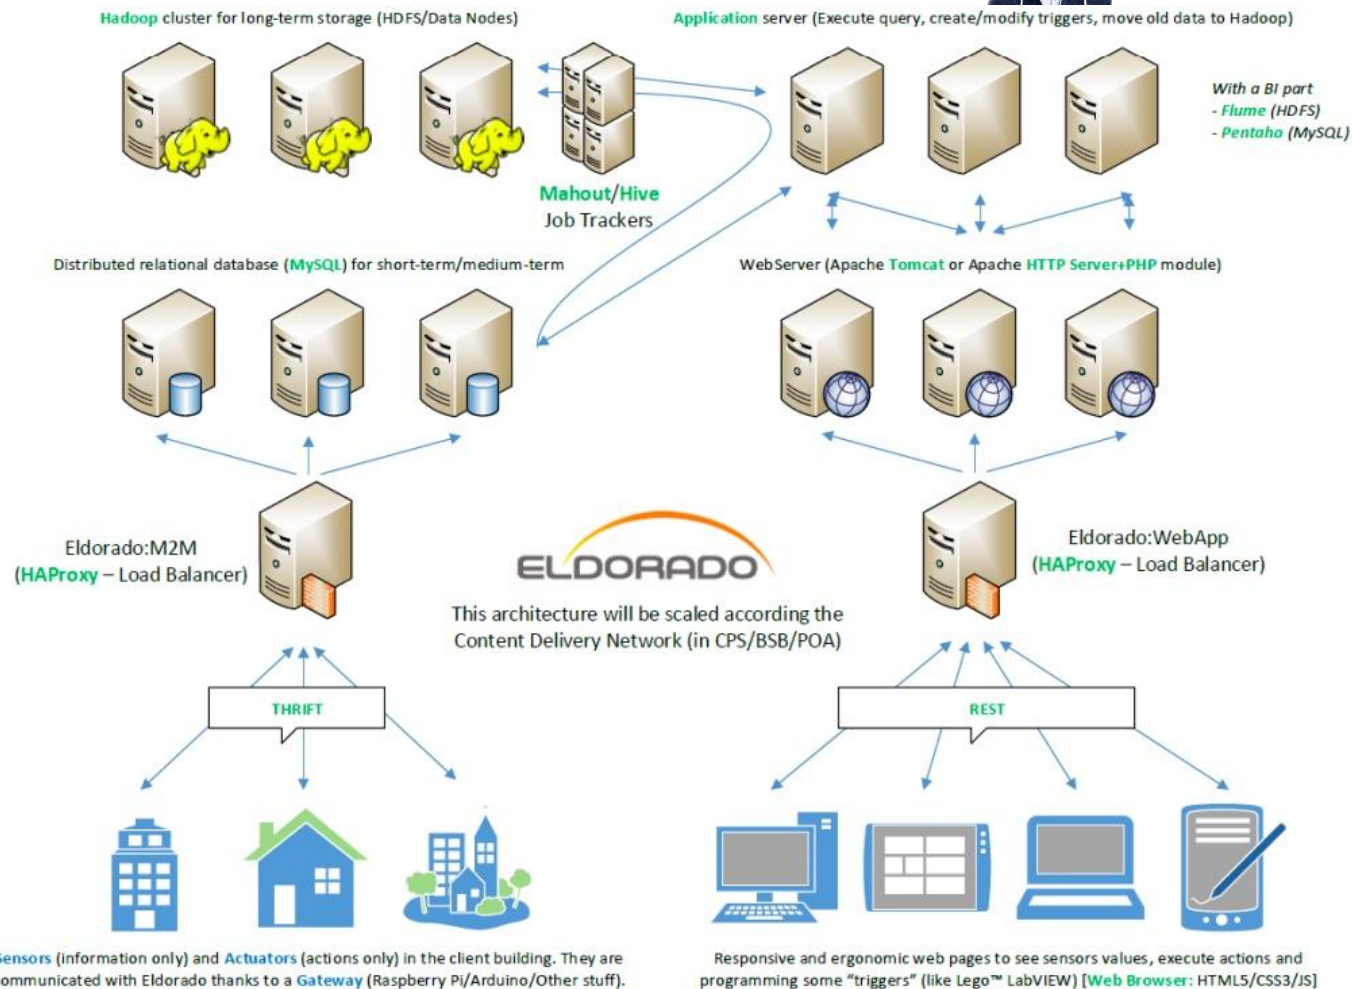 Hadoop cluster for long-term storage (HDFS/Data Nodes)
Application server (Execute query, create/modify triggers, move old data to Hadoop)
With a BI part
- Flume (HDFS)
- Pentaho (MySQL)
Mahout/Hive
Job Trackers
Distributed relational database (MySQL) for short-term/medium-term
WebServer (Apache Tomcat or Apache HTTP Server+PHP module)
Eldorado:M2M
(HAProxy – Load Balancer)
ELDORADO
This architecture will be scaled according the
Content Delivery Network (in CPS/BSB/POA)
Eldorado:WebApp
(HAProxy – Load Balancer)
THRIFT
REST
Sensors (information only) and Actuators (actions only) in the client building. They are
communicated with Eldorado thanks to a Gateway (Raspberry Pi/Arduino/Other stuff).
Responsive and ergonomic web pages to see sensors values, execute actions and
programming some “triggers” (like Lego™ LabVIEW) [Web Browser: HTML5/CSS3/JS]